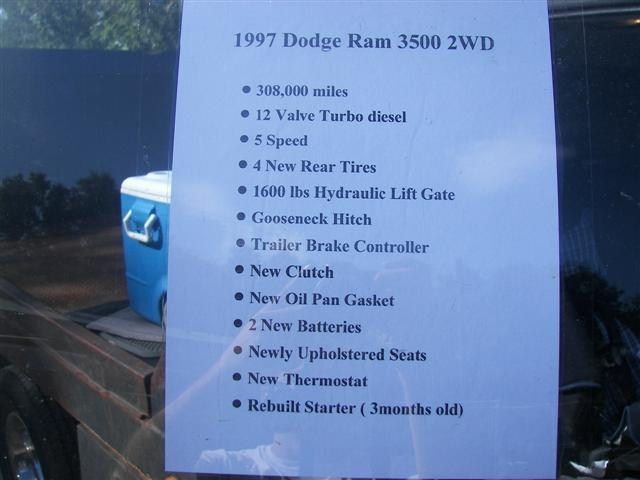 1997 Dodge Ram 3500 2WD
• 308,000 miles
• 12 Valve Turbo diesel
• 5 Speed
• 4 New Rear Tires
• 1600 lbs Hydraulic Lift Gate
• Gooseneck Hitch
• Trailer Brake Controller
• New Clutch
• New Oil Pan Gasket
• 2 New Batteries
• Newly Upholstered Seats
• New Thermostat
• Rebuilt Starter ( 3months old)